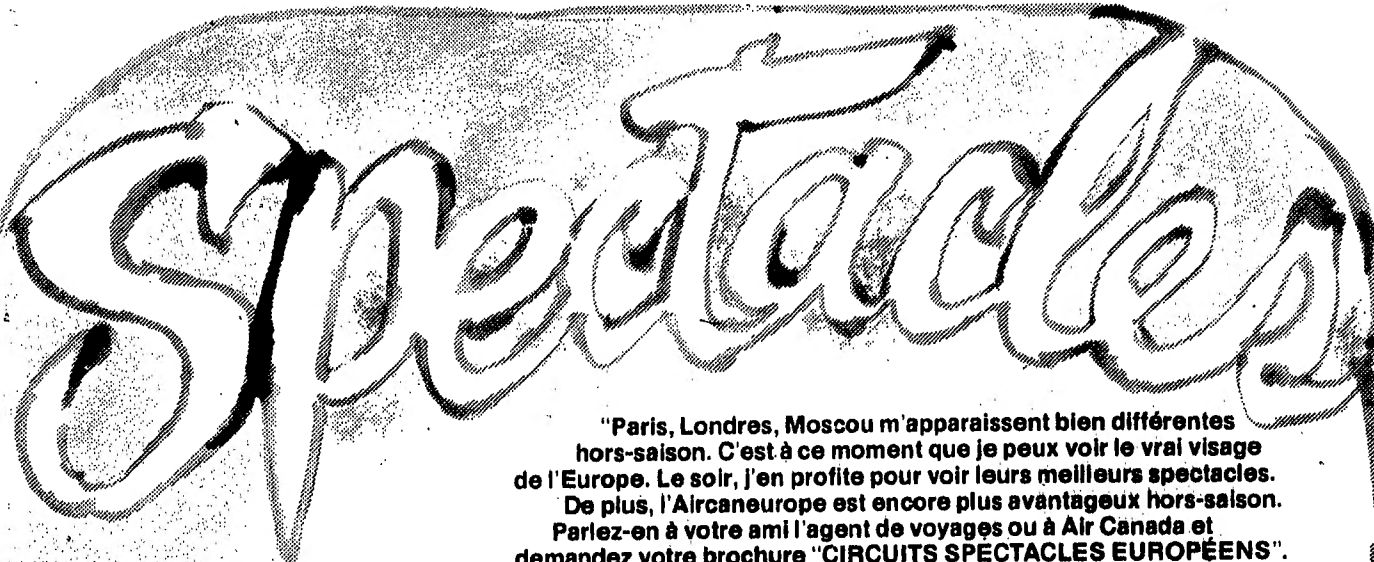 Spectacles
"Paris, Londres, Moscou m'apparaissent bien différentes
hors-saison. C'est à ce moment que je peux voir le vrai visage
de l'Europe. Le soir, j'en profite pour voir leurs meilleurs spectacles.
De plus, l'Aircaneurope est encore plus avantageux hors-saison.
Parlez-en à votre ami l'agent de voyages ou à Air Canada et
demandez votre brochure "CIRCUITS SPECTACLES EUROPÉENS".